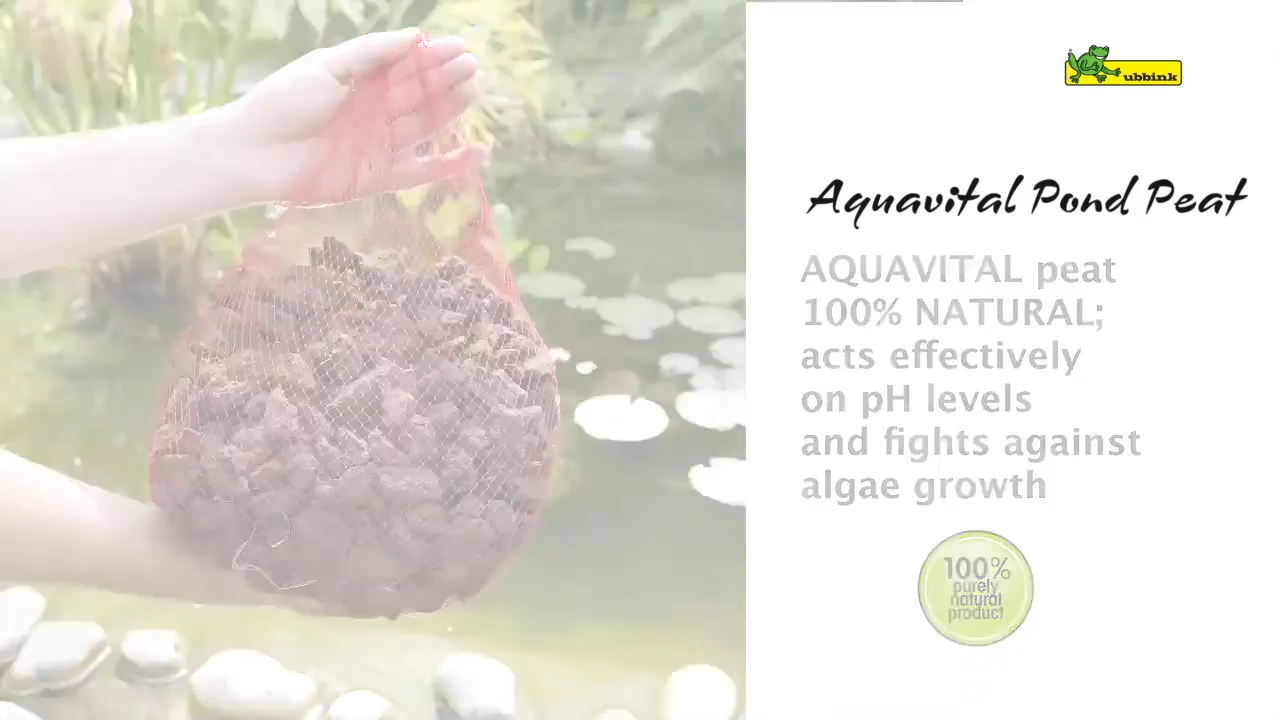 ubbink
Aquavital Pond Peat
AQUAVITAL peat
100% NATURAL;
acts effectively
on pH levels
and fights against
algae growth
100%
purely
natural
product